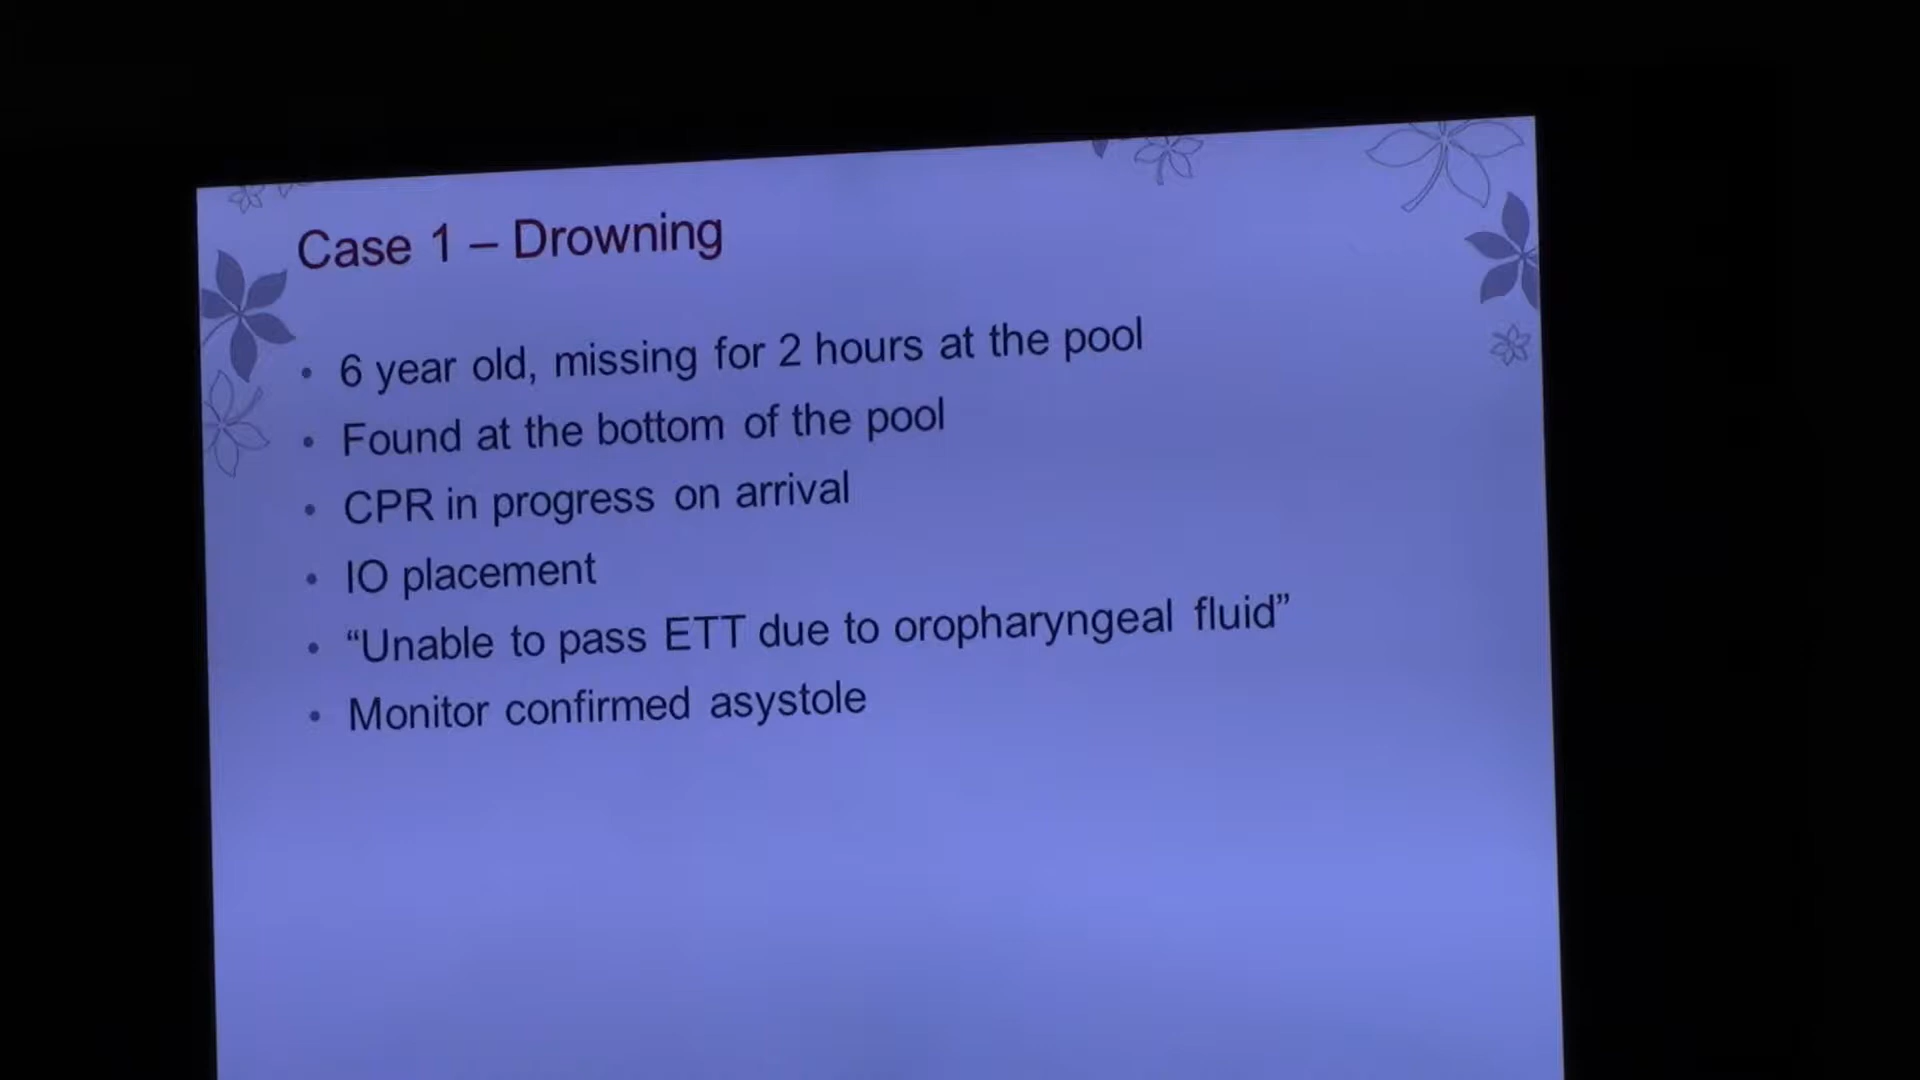 Case 1 – Drowning
• 6 year old, missing for 2 hours at the pool
• Found at the bottom of the pool
• CPR in progress on arrival
• IO placement
• “Unable to pass ETT due to oropharyngeal fluid”
• Monitor confirmed asystole